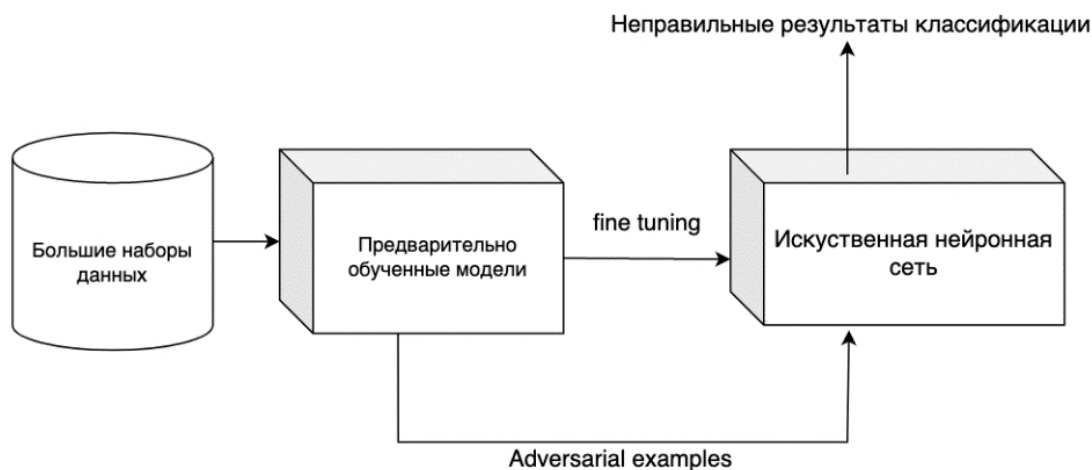 Неправильные результаты классификации
Большие наборы
данных
Предварительно
обученные модели
fine tuning
Искуственная нейронная
сеть
Adversarial examples